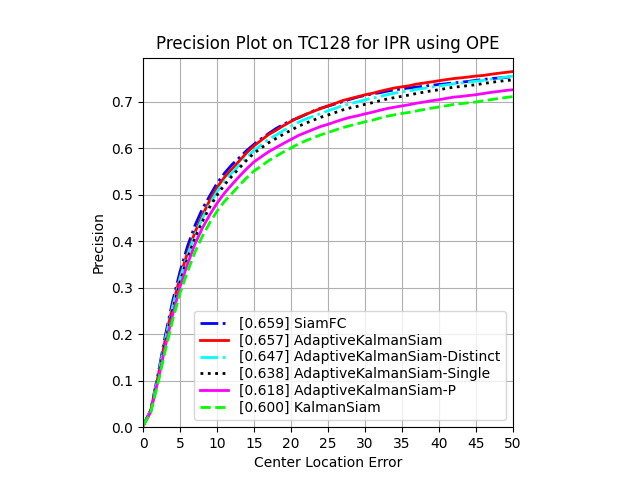 Precision Plot on TC128 for IPR using OPE
Precision
0.7
0.6
0.5
0.4
0.3
0.2
0.1
0.0
[0.659] SiamFC
[0.657] AdaptiveKalmanSiam
[0.647] AdaptiveKalmanSiam-Distinct
[0.638] AdaptiveKalmanSiam-Single
[0.618] AdaptiveKalmanSiam-P
[0.600] KalmanSiam
0 5 10 15 20 25 30 35 40 45 50
Center Location Error